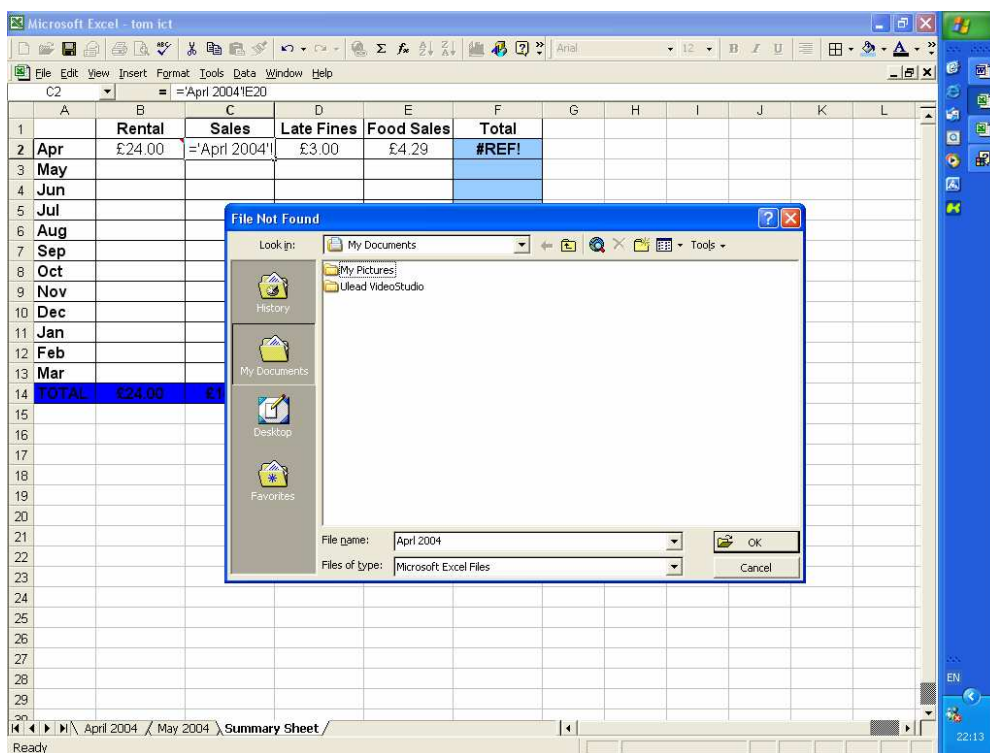 Microsoft Excel - tom ict
Arial 12 B I U
File Edit View Insert Format Tools Data Window Help
C2 = ='Aprl 2004'!E20
A B C D E F G H I J K L
1 Rental Sales Late Fines Food Sales Total
2 Apr £24.00 ='Aprl 2004'! £3.00 £4.29 #REF!
3 May
4 Jun
5 Jul
6 Aug
7 Sep
8 Oct
9 Nov
10 Dec
11 Jan
12 Feb
13 Mar
14 TOTAL £24.00 £1
15
16
17
18
19
20
21
22
23
24
25
26
27
28
29
30
File Not Found
Look in: My Documents Tools
My Pictures
Ulead VideoStudio
History
My Documents
Desktop
Favorites
File name: Aprl 2004 OK
Files of type: Microsoft Excel Files Cancel
April 2004 May 2004 Summary Sheet
Ready
EN
22:13